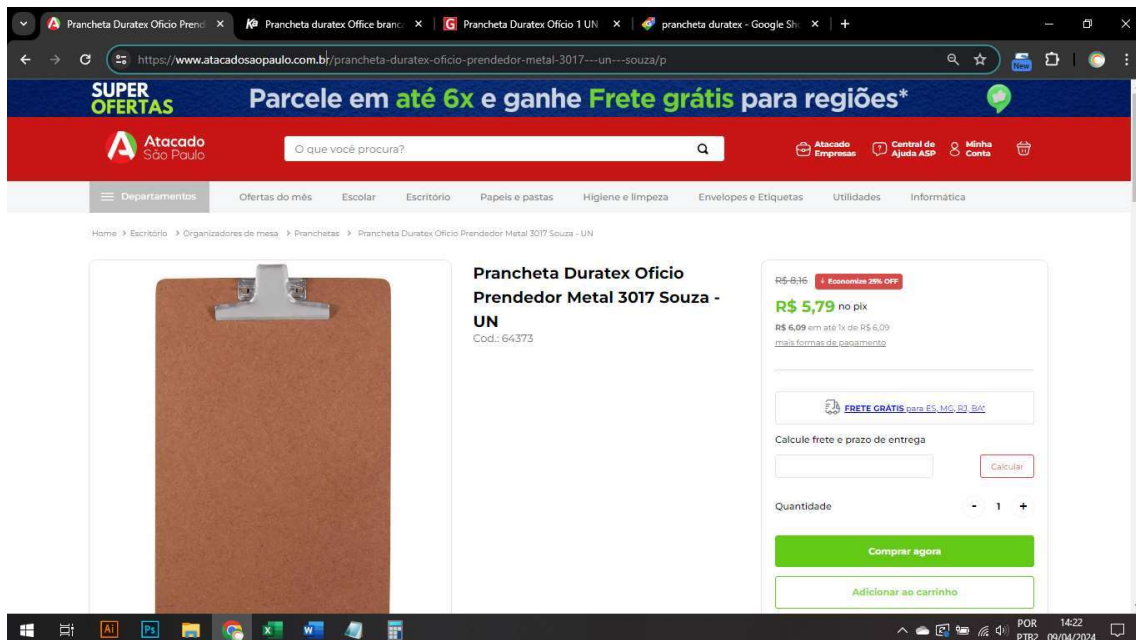 Prancheta Duratex Oficio Prend
Prancheta duratex Office branc
Prancheta Duratex Ofício 1 UN
prancheta duratex - Google Sh
https://www.atacadosaopaulo.com.br/prancheta-duratex-oficio-prendedor-metal-3017---un---souza/p
New
SUPER
OFERTAS
Parcele em até 6x e ganhe Frete grátis para regiões*
Atacado
São Paulo
O que você procura?
Atacado
Empresas
Central de
Ajuda ASP
Minha
Conta
Departamentos
Ofertas do mês
Escolar
Escritório
Papeis e pastas
Higiene e limpeza
Envelopes e Etiquetas
Utilidades
Informática
Home > Escritório > Organizadores de mesa > Pranchetas > Prancheta Duratex Oficio Prendedor Metal 3017 Souza - UN
Prancheta Duratex Oficio
Prendedor Metal 3017 Souza -
UN
Cod.: 64373
R$ 8,16
Economize 25% OFF
R$ 5,79 no pix
R$ 6,09 em até 1x de R$ 6,09
mais formas de pagamento
FRETE GRÁTIS para ES, MG, RJ, BA*
Calcule frete e prazo de entrega
Calcular
Quantidade
- 1 +
Comprar agora
Adicionar ao carrinho
Ai
Ps
POR
PTB2
14:22
09/04/2024